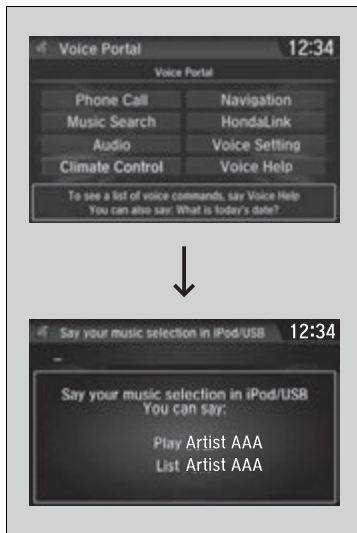 Voice Portal 12:34
Voice Portal
Phone Call Navigation
Music Search HondaLink
Audio Voice Setting
Climate Control Voice Help
To see a list of voice commands, say Voice Help
You can also say: What is today's date?
Say your music selection in iPod/USB 12:34
Say your music selection in iPod/USB
You can say:
Play Artist AAA
List Artist AAA